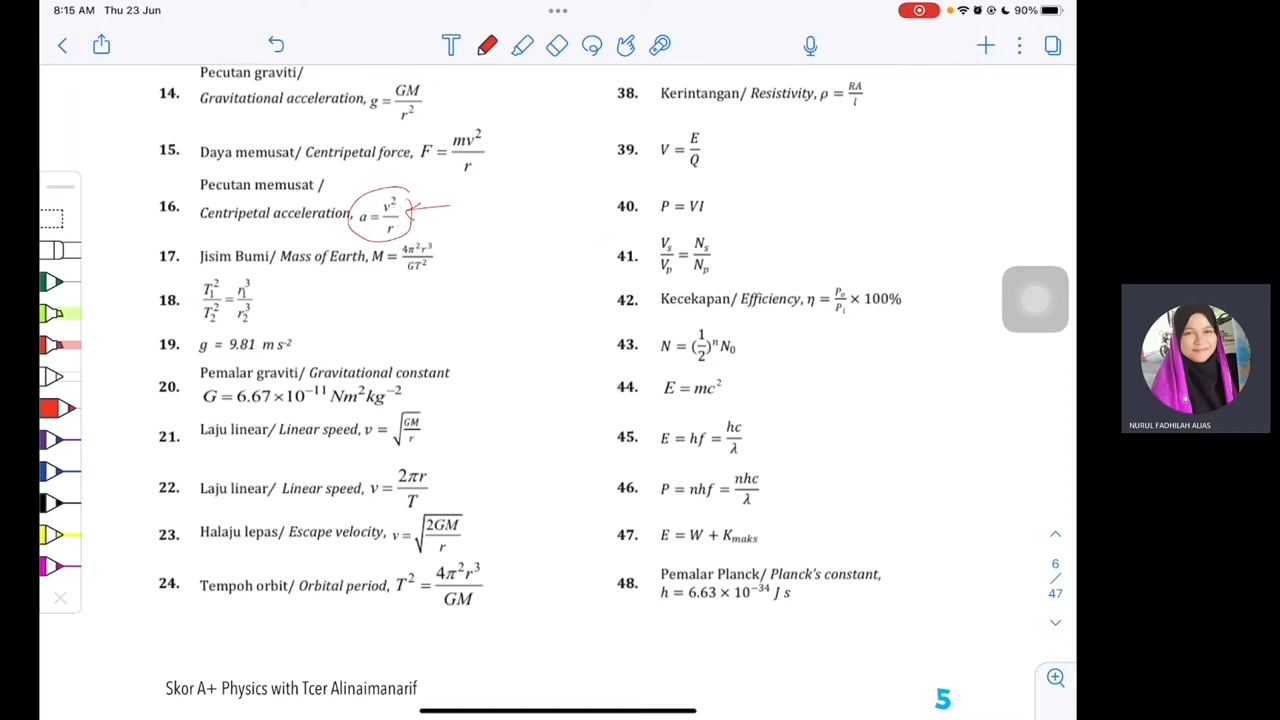 8:15 AM Thu 23 Jun
90%
Pecutan graviti/
14. Gravitational acceleration, g = GM/r²
15. Daya memusat/ Centripetal force, F = mv²/r
Pecutan memusat /
16. Centripetal acceleration, a = v²/r
17. Jisim Bumi/ Mass of Earth, M = 4π²r³/GT²
18. T₁²/T₂² = r₁³/r₂³
19. g = 9.81 m s⁻²
Pemalar graviti/ Gravitational constant
20. G = 6.67×10⁻¹¹ Nm²kg⁻²
21. Laju linear/ Linear speed, v = √(GM/r)
22. Laju linear/ Linear speed, v = 2πr/T
23. Halaju lepas/ Escape velocity, v = √(2GM/r)
24. Tempoh orbit/ Orbital period, T² = 4π²r³/GM
38. Kerintangan/ Resistivity, ρ = RA/l
39. V = E/Q
40. P = VI
41. Vₛ/Vₚ = Nₛ/Nₚ
42. Kecekapan/ Efficiency, η = Pₒ/Pᵢ × 100%
43. N = (1/2)ⁿ N₀
44. E = mc²
45. E = hf = hc/λ
46. P = nhf = nhc/λ
47. E = W + Kmaks
48. Pemalar Planck/ Planck's constant,
h = 6.63 × 10⁻³⁴ J s
6
/
47
Skor A+ Physics with Tcer Alinaimanarif
5
NURUL FADHILAH ALIAS